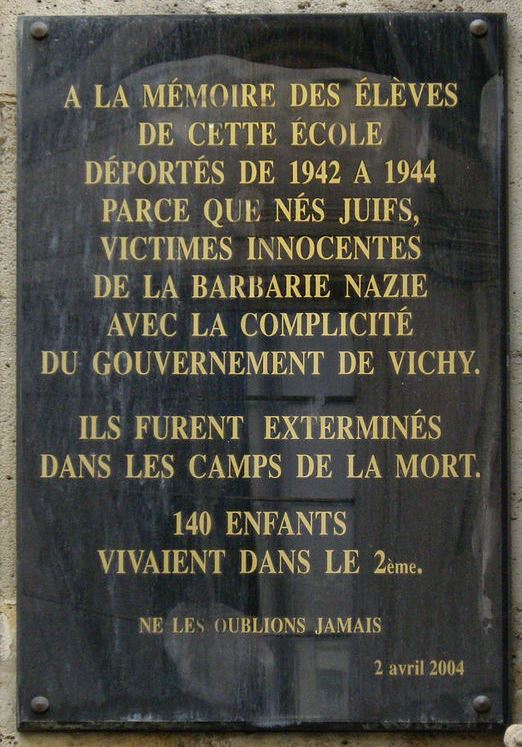 A LA MÉMOIRE DES ÉLÈVES
DE CETTE ÉCOLE
DÉPORTÉS DE 1942 A 1944
PARCE QUE NÉS JUIFS,
VICTIMES INNOCENTES
DE LA BARBARIE NAZIE
AVEC LA COMPLICITÉ
DU GOUVERNEMENT DE VICHY.
ILS FURENT EXTERMINÉS
DANS LES CAMPS DE LA MORT.
140 ENFANTS
VIVAIENT DANS LE 2ème.
NE LES OUBLIONS JAMAIS
2 avril 2004